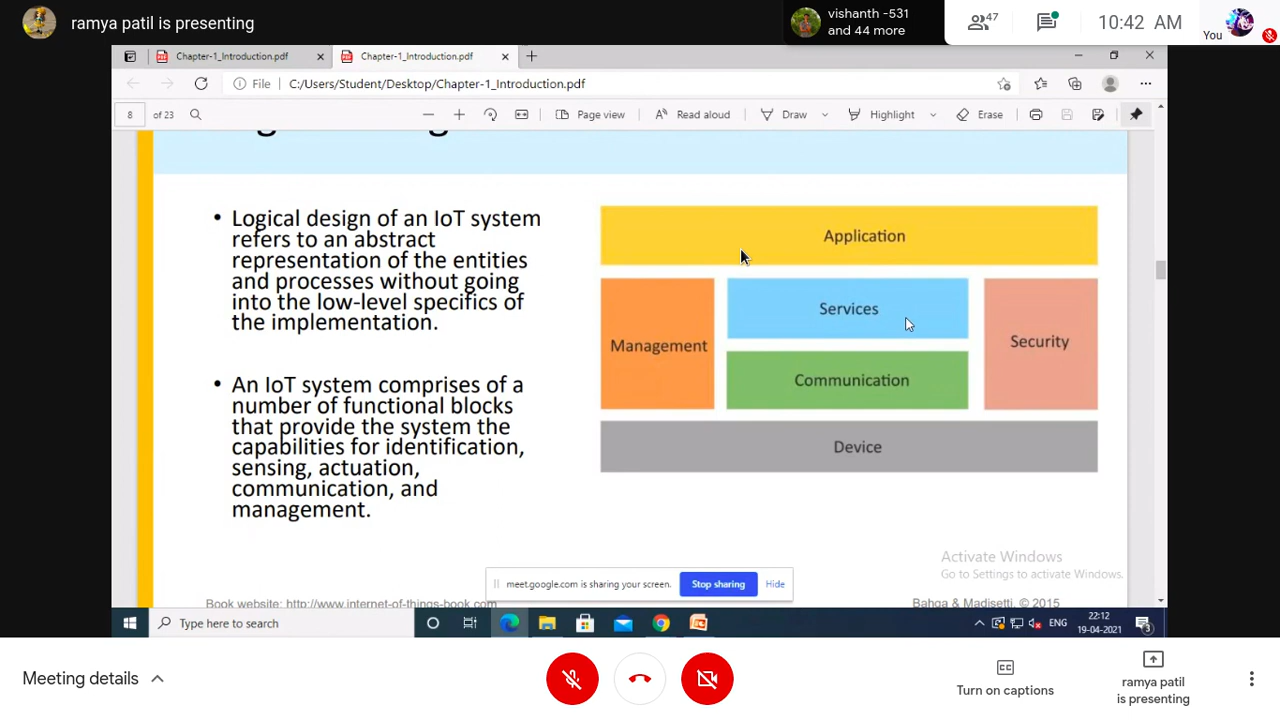 ramya patil is presenting
vishanth -531
and 44 more
47
10:42 AM
You
Chapter-1_Introduction.pdf
Chapter-1_Introduction.pdf
File
C:/Users/Student/Desktop/Chapter-1_Introduction.pdf
8 of 23
Page view
Read aloud
Draw
Highlight
Erase
• Logical design of an IoT system
refers to an abstract
representation of the entities
and processes without going
into the low-level specifics of
the implementation.
• An IoT system comprises of a
number of functional blocks
that provide the system the
capabilities for identification,
sensing, actuation,
communication, and
management.
Application
Management
Services
Communication
Security
Device
Activate Windows
Go to Settings to activate Windows.
meet.google.com is sharing your screen.
Stop sharing
Hide
Book website: http://www.internet-of-things-book.com
Bahga & Madisetti, © 2015
Type here to search
ENG
22:12
19-04-2021
3
Meeting details
Turn on captions
ramya patil
is presenting